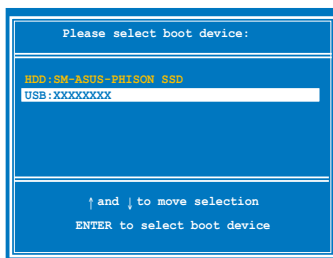 Please select boot device:
HDD:SM-ASUS-PHISON SSD
USB:XXXXXXXX
↑ and ↓ to move selection
ENTER to select boot device